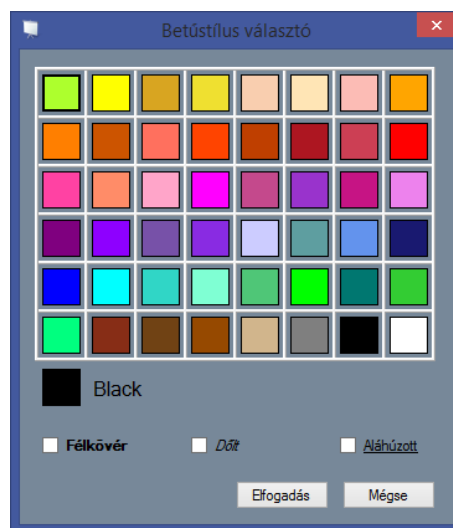 Betűstílus választó
Black
Félkövér Dőlt Aláhúzott
Elfogadás Mégse